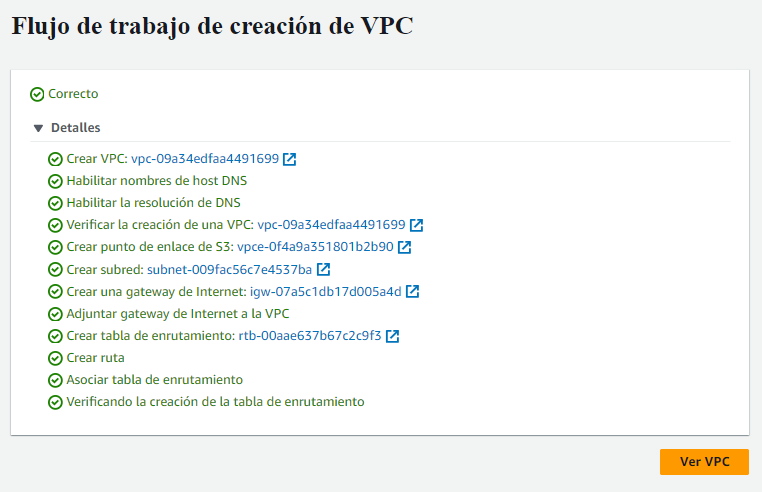 Flujo de trabajo de creación de VPC
Correcto
Detalles
Crear VPC: vpc-09a34edfaa4491699
Habilitar nombres de host DNS
Habilitar la resolución de DNS
Verificar la creación de una VPC: vpc-09a34edfaa4491699
Crear punto de enlace de S3: vpce-0f4a9a351801b2b90
Crear subred: subnet-009fac56c7e4537ba
Crear una gateway de Internet: igw-07a5c1db17d005a4d
Adjuntar gateway de Internet a la VPC
Crear tabla de enrutamiento: rtb-00aae637b67c2c9f3
Crear ruta
Asociar tabla de enrutamiento
Verificando la creación de la tabla de enrutamiento
Ver VPC